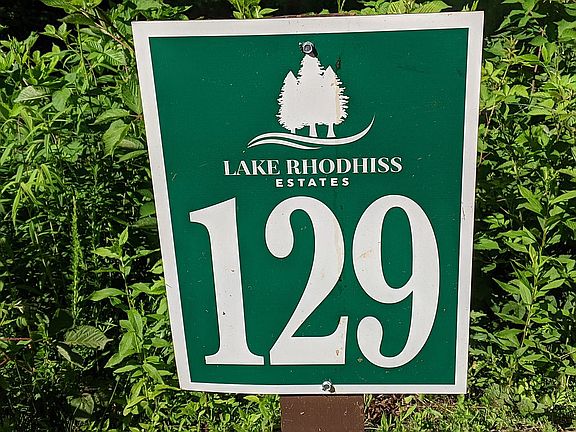 LAKE RHODHISS
ESTATES
129